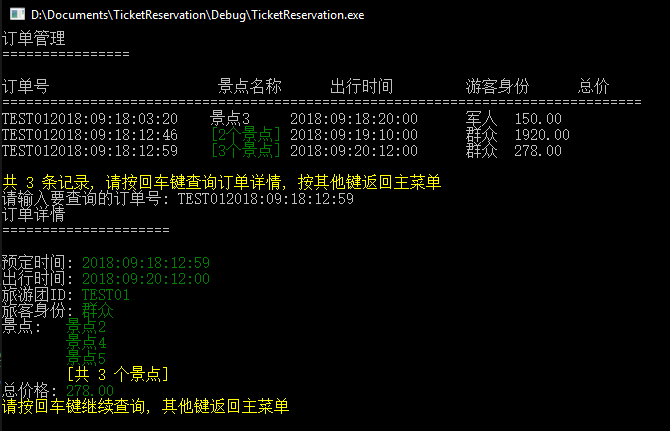 D:\Documents\TicketReservation\Debug\TicketReservation.exe
订单管理
================
订单号 景点名称 出行时间 游客身份 总价
================================================================================
TEST012018:09:18:03:20 景点3 2018:09:18:20:00 军人 150.00
TEST012018:09:18:12:46 [2个景点] 2018:09:19:10:00 群众 1920.00
TEST012018:09:18:12:59 [3个景点] 2018:09:20:12:00 群众 278.00
共 3 条记录, 请按回车键查询订单详情, 按其他键返回主菜单
请输入要查询的订单号: TEST012018:09:18:12:59
订单详情
=====================
预定时间: 2018:09:18:12:59
出行时间: 2018:09:20:12:00
旅游团ID: TEST01
旅客身份: 群众
景点: 景点2
景点4
景点5
[共 3 个景点]
总价格: 278.00
请按回车键继续查询, 其他键返回主菜单